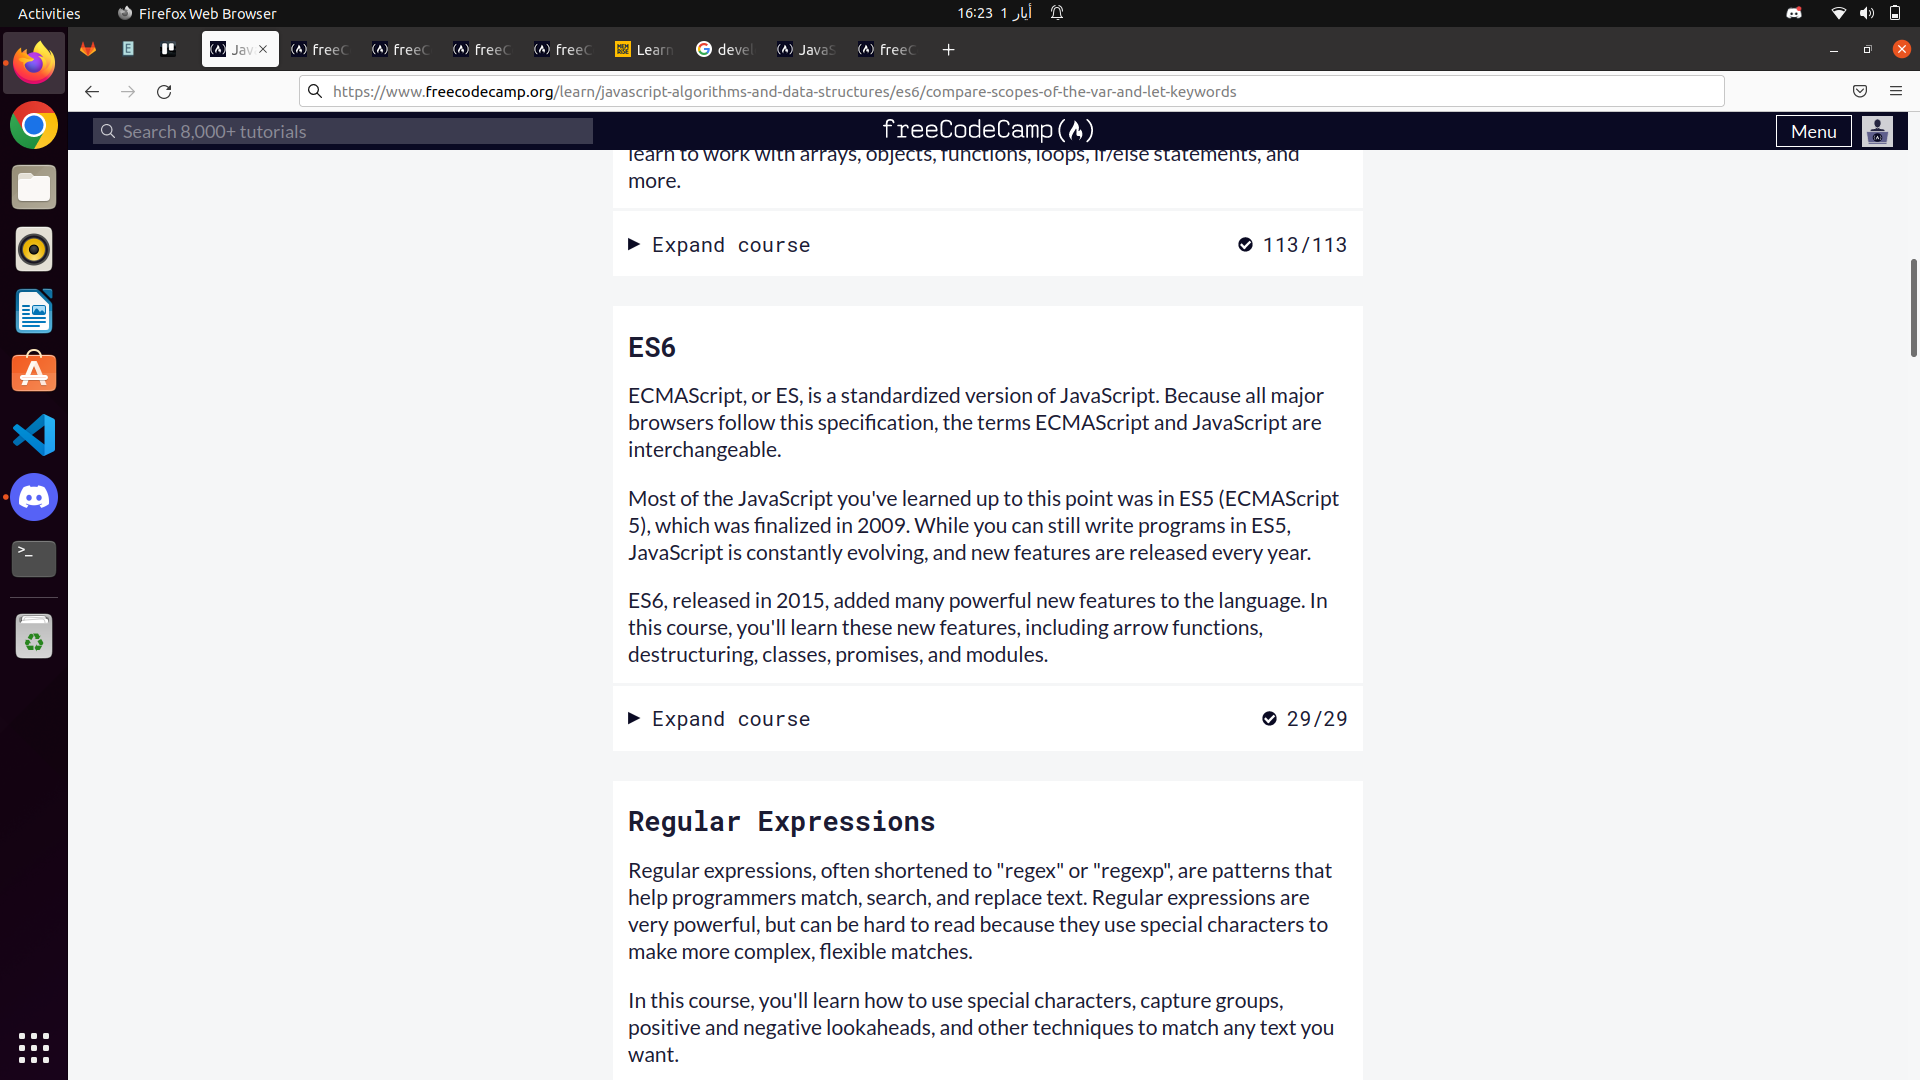 Activities
Firefox Web Browser
16:23 1 أيار
Jav
freeC
freeC
freeC
freeC
Learn
devel
JavaS
freeC
https://www.freecodecamp.org/learn/javascript-algorithms-and-data-structures/es6/compare-scopes-of-the-var-and-let-keywords
Search 8,000+ tutorials
freeCodeCamp
Menu
learn to work with arrays, objects, functions, loops, if/else statements, and
more.
Expand course
113/113
ES6
ECMAScript, or ES, is a standardized version of JavaScript. Because all major
browsers follow this specification, the terms ECMAScript and JavaScript are
interchangeable.
Most of the JavaScript you've learned up to this point was in ES5 (ECMAScript
5), which was finalized in 2009. While you can still write programs in ES5,
JavaScript is constantly evolving, and new features are released every year.
ES6, released in 2015, added many powerful new features to the language. In
this course, you'll learn these new features, including arrow functions,
destructuring, classes, promises, and modules.
Expand course
29/29
Regular Expressions
Regular expressions, often shortened to "regex" or "regexp", are patterns that
help programmers match, search, and replace text. Regular expressions are
very powerful, but can be hard to read because they use special characters to
make more complex, flexible matches.
In this course, you'll learn how to use special characters, capture groups,
positive and negative lookaheads, and other techniques to match any text you
want.